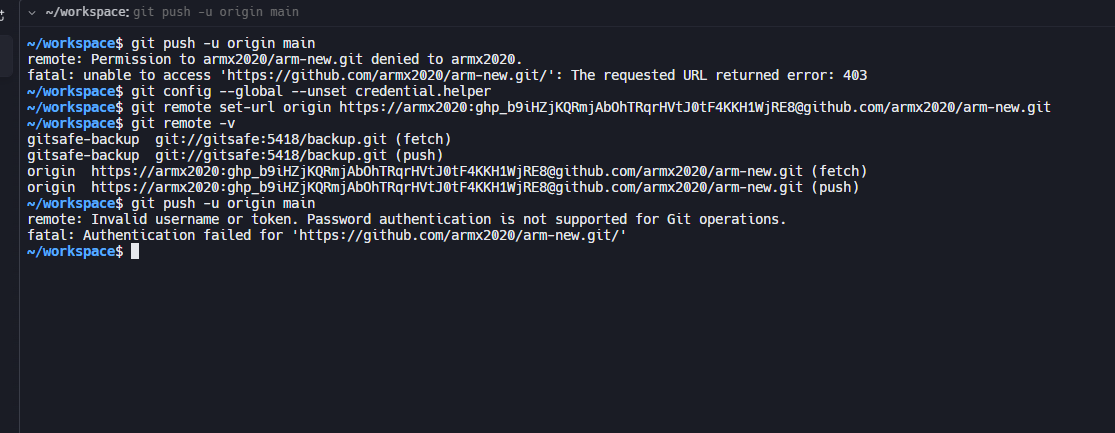 ~/workspace: git push -u origin main
~/workspace$ git push -u origin main
remote: Permission to armx2020/arm-new.git denied to armx2020.
fatal: unable to access 'https://github.com/armx2020/arm-new.git/': The requested URL returned error: 403
~/workspace$ git config --global --unset credential.helper
~/workspace$ git remote set-url origin https://armx2020:ghp_b9iHZjKQRmjAbOhTRqrHVtJ0tF4KKH1WjRE8@github.com/armx2020/arm-new.git
~/workspace$ git remote -v
gitsafe-backup  git://gitsafe:5418/backup.git (fetch)
gitsafe-backup  git://gitsafe:5418/backup.git (push)
origin  https://armx2020:ghp_b9iHZjKQRmjAbOhTRqrHVtJ0tF4KKH1WjRE8@github.com/armx2020/arm-new.git (fetch)
origin  https://armx2020:ghp_b9iHZjKQRmjAbOhTRqrHVtJ0tF4KKH1WjRE8@github.com/armx2020/arm-new.git (push)
~/workspace$ git push -u origin main
remote: Invalid username or token. Password authentication is not supported for Git operations.
fatal: Authentication failed for 'https://github.com/armx2020/arm-new.git/'
~/workspace$